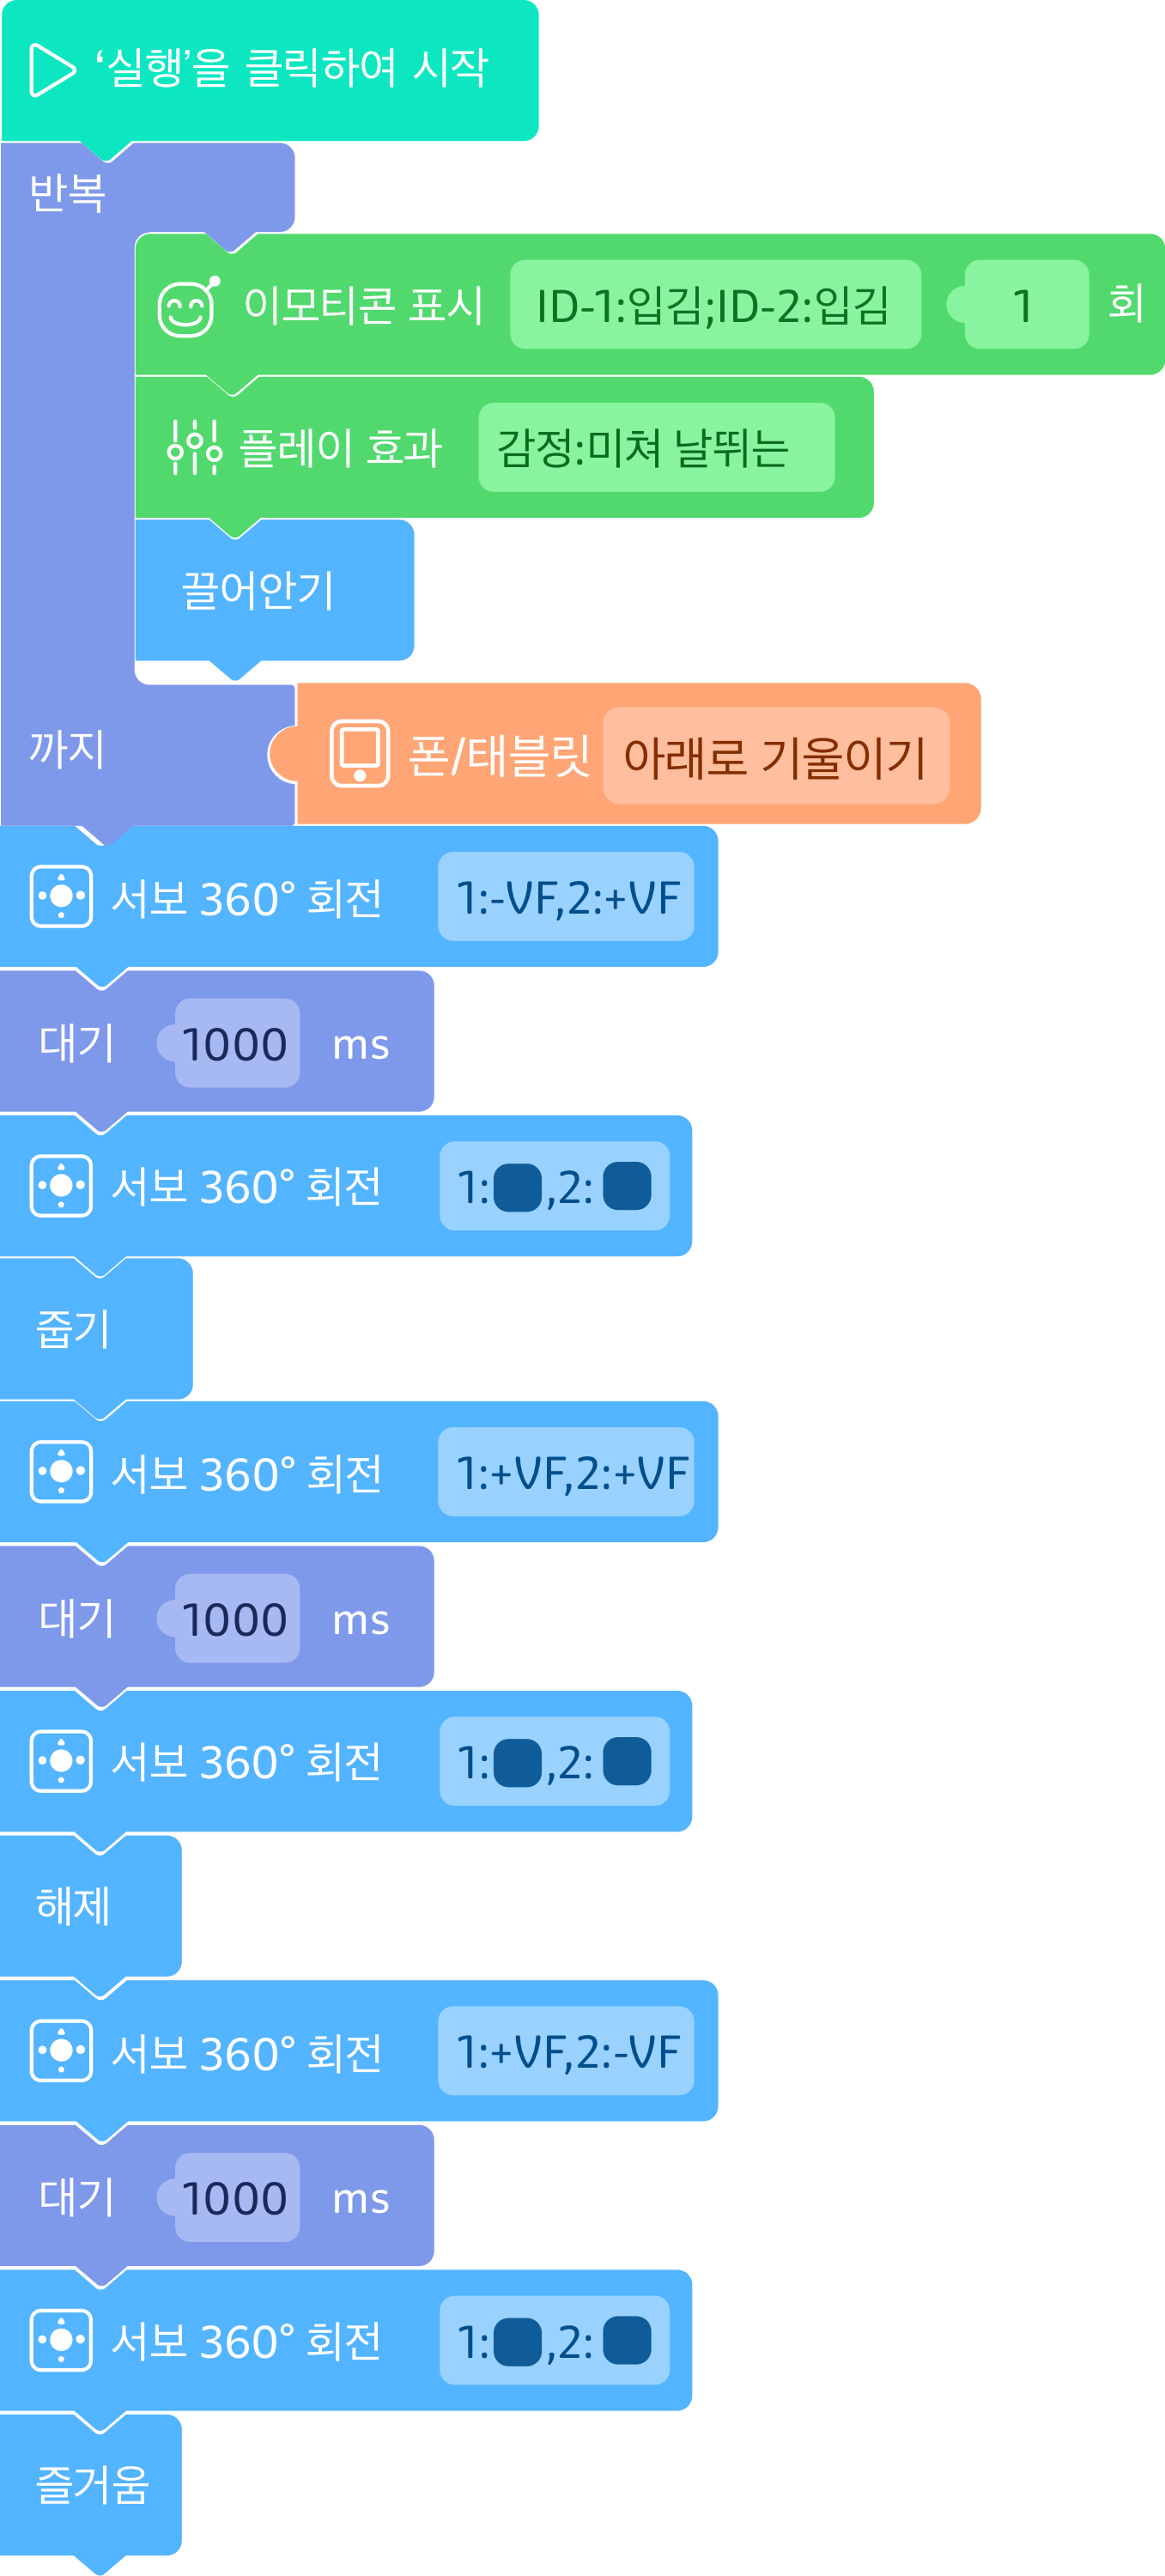 ‘실행’을 클릭하여 시작
반복
이모티콘 표시 ID-1:입김;ID-2:입김 1 회
플레이 효과 감정:미쳐 날뛰는
끌어안기
까지 폰/태블릿 아래로 기울이기
서보 360° 회전 1:-VF,2:+VF
대기 1000 ms
서보 360° 회전 1: ,2:
줍기
서보 360° 회전 1:+VF,2:+VF
대기 1000 ms
서보 360° 회전 1: ,2:
해제
서보 360° 회전 1:+VF,2:-VF
대기 1000 ms
서보 360° 회전 1: ,2:
즐거움